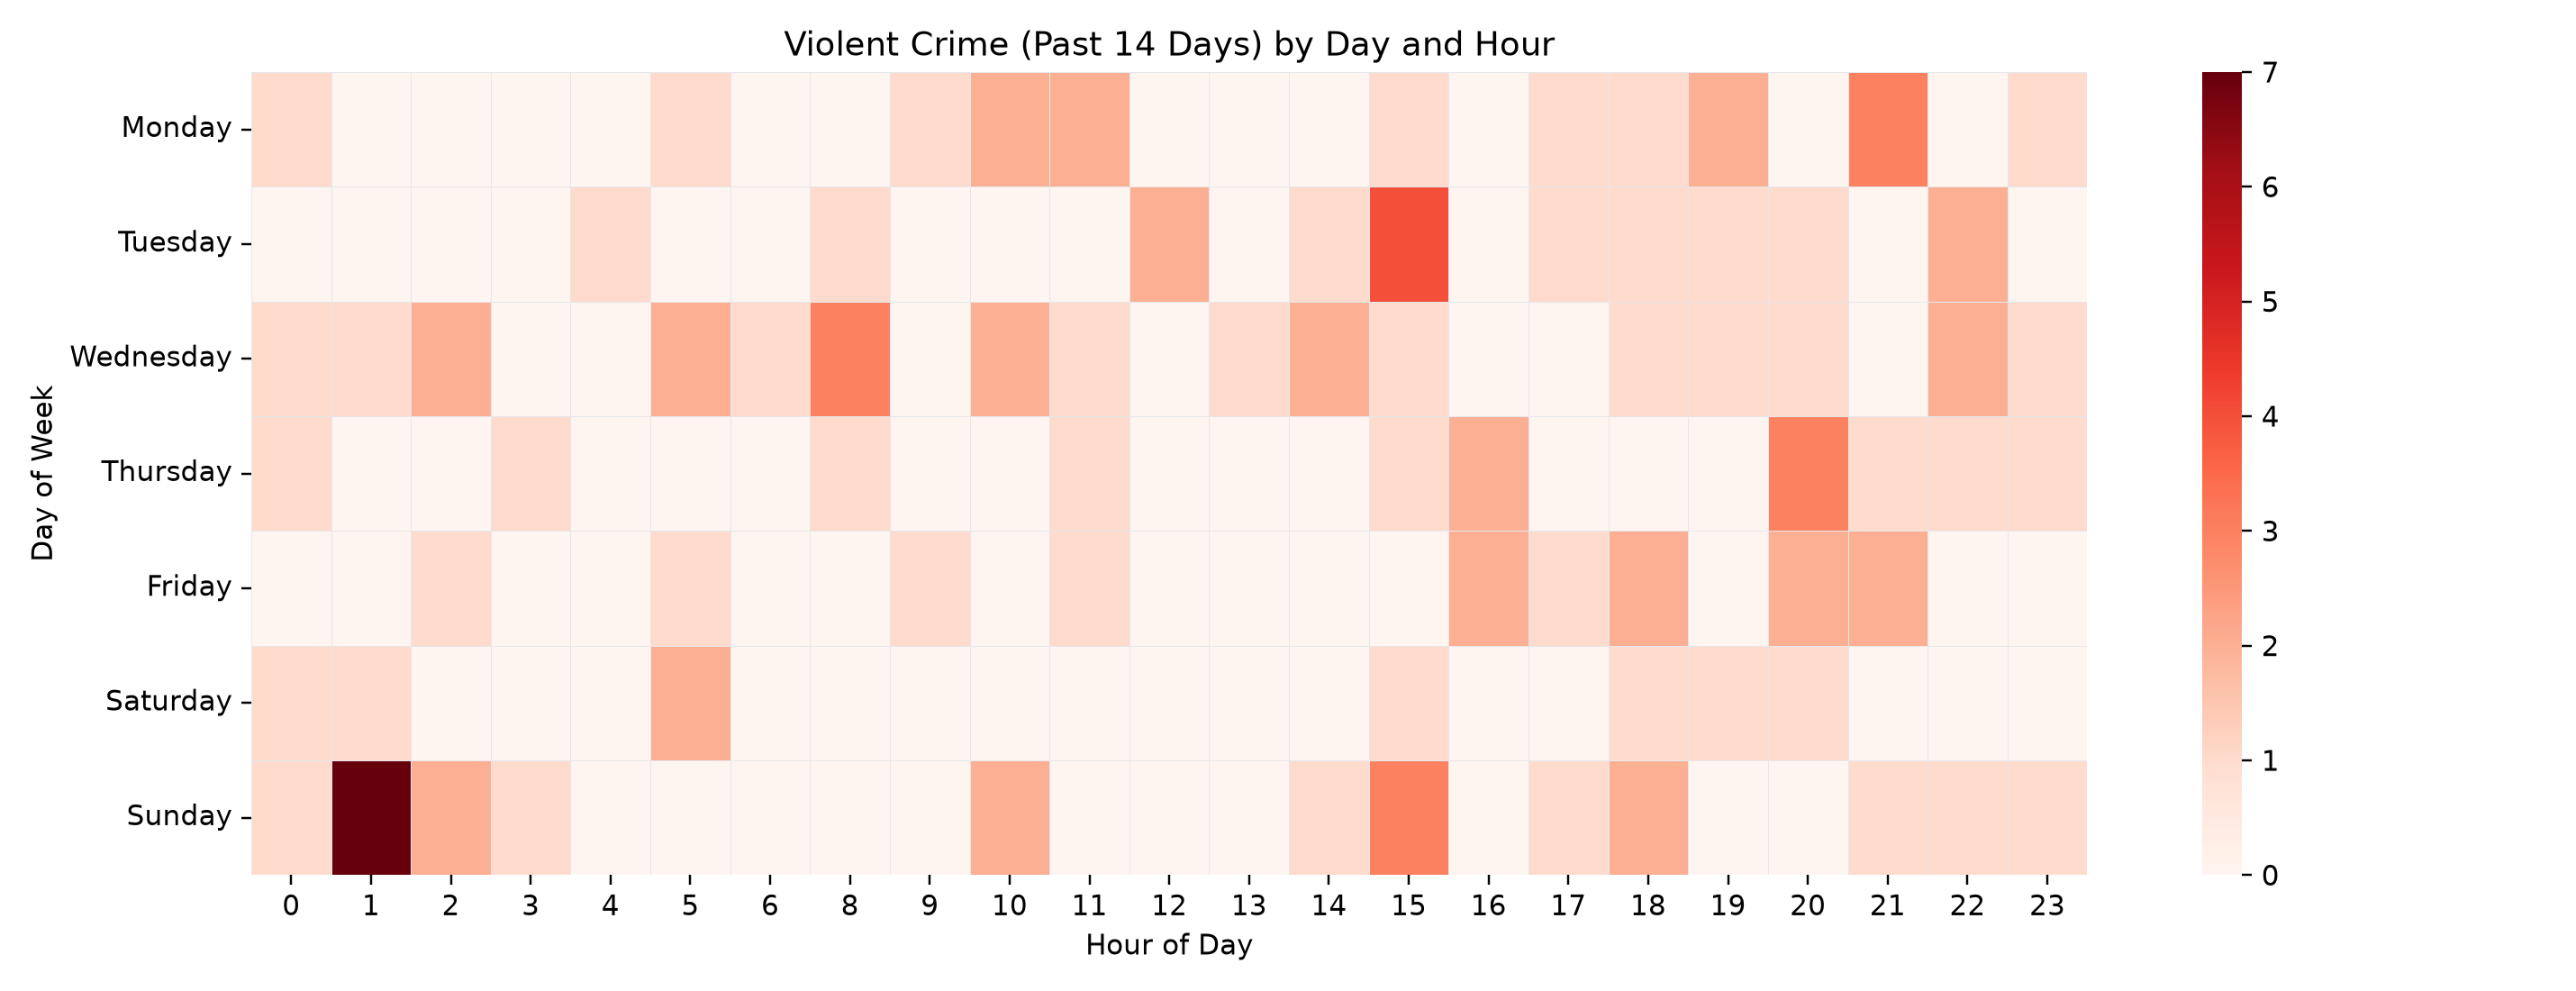 Violent Crime (Past 14 Days) by Day and Hour
Day of Week
Monday
Tuesday
Wednesday
Thursday
Friday
Saturday
Sunday
0 1 2 3 4 5 6 8 9 10 11 12 13 14 15 16 17 18 19 20 21 22 23
Hour of Day
7
6
5
4
3
2
1
0